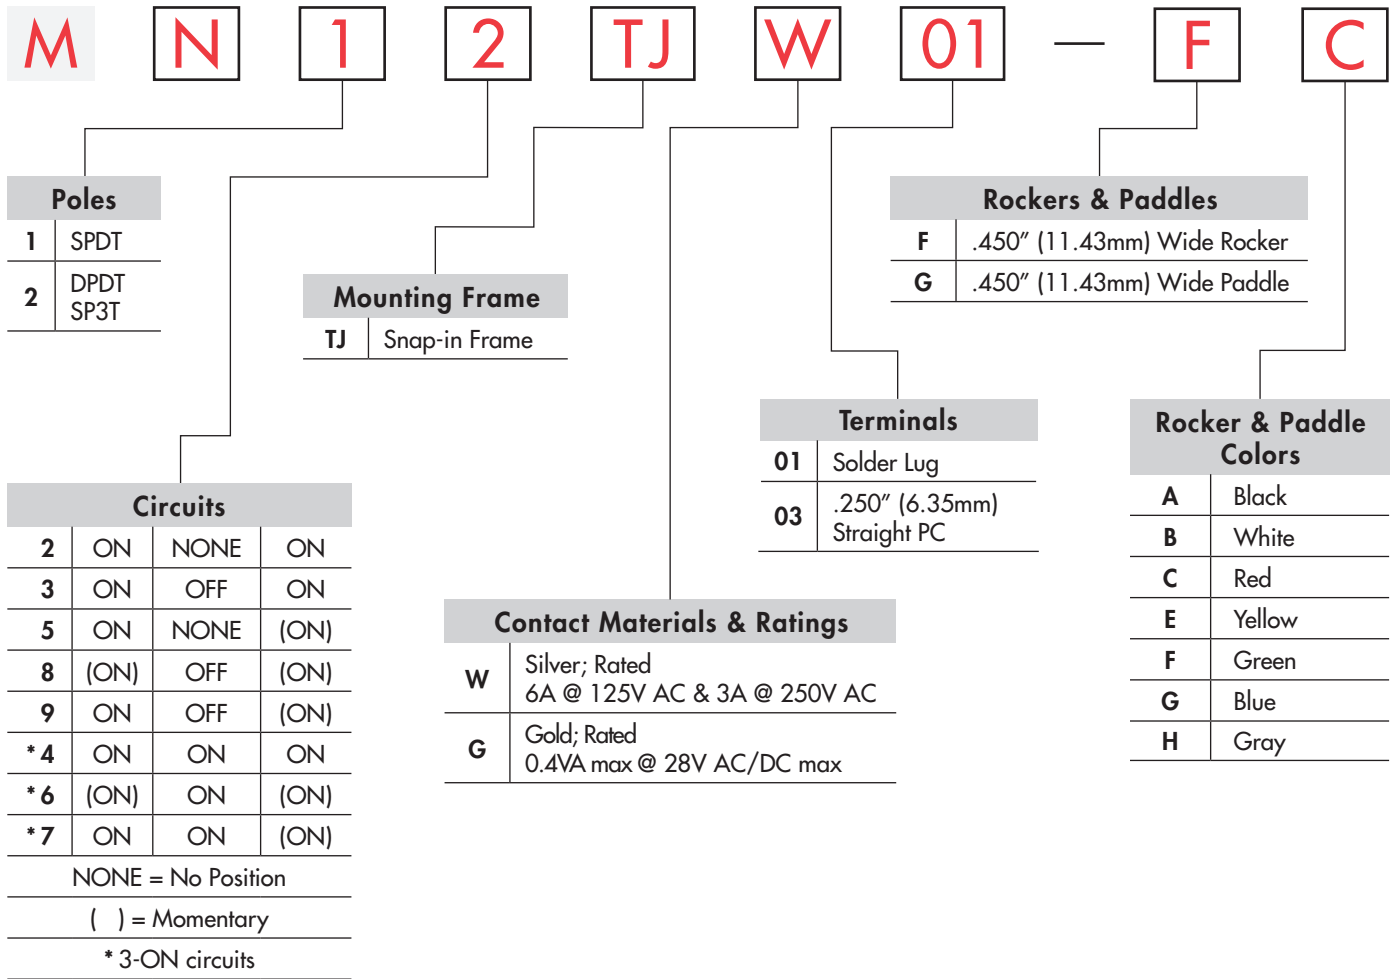 M N 1 2 TJ W 01 — F C
Poles
1 SPDT
2 DPDT
SP3T
Mounting Frame
TJ Snap-in Frame
Rockers & Paddles
F .450" (11.43mm) Wide Rocker
G .450" (11.43mm) Wide Paddle
Circuits
2 ON NONE ON
3 ON OFF ON
5 ON NONE (ON)
8 (ON) OFF (ON)
9 ON OFF (ON)
* 4 ON ON ON
* 6 (ON) ON (ON)
* 7 ON ON (ON)
NONE = No Position
( ) = Momentary
* 3-ON circuits
Contact Materials & Ratings
W Silver; Rated
6A @ 125V AC & 3A @ 250V AC
G Gold; Rated
0.4VA max @ 28V AC/DC max
Terminals
01 Solder Lug
03 .250" (6.35mm)
Straight PC
Rocker & Paddle
Colors
A Black
B White
C Red
E Yellow
F Green
G Blue
H Gray